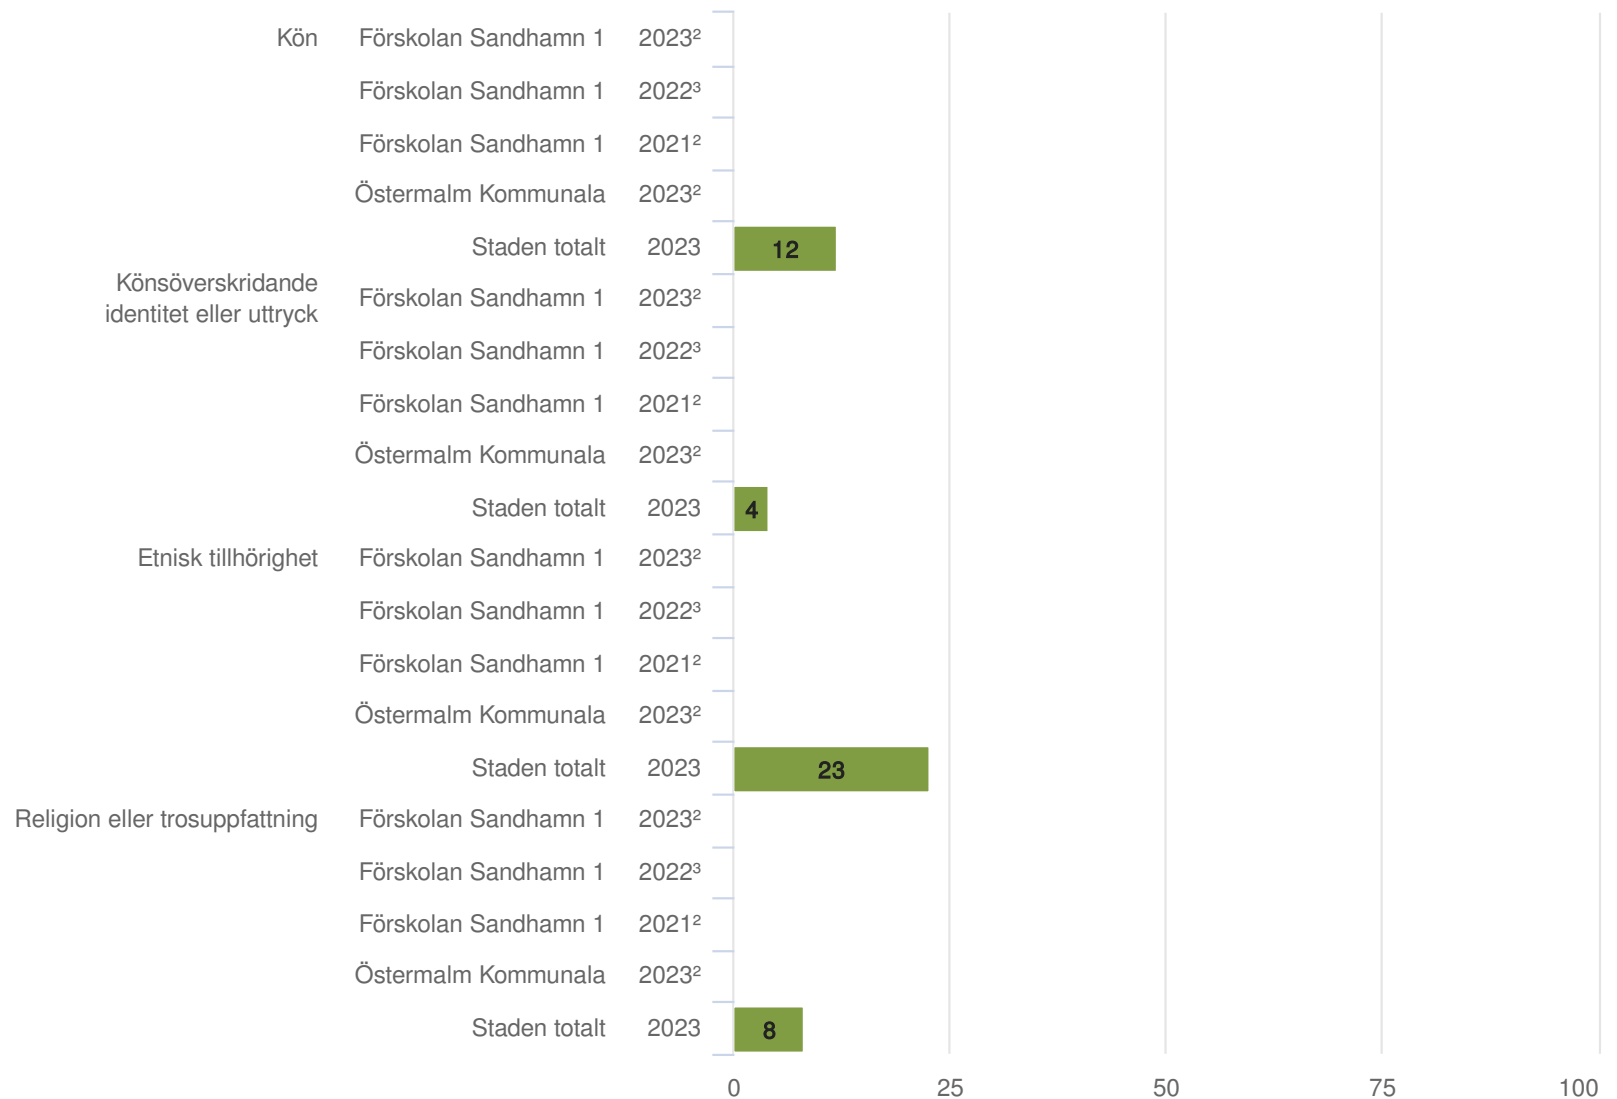 Kön Förskolan Sandhamn 1 2023²
Förskolan Sandhamn 1 2022³
Förskolan Sandhamn 1 2021²
Östermalm Kommunala 2023²
Staden totalt 2023 12
Könsöverskridande
identitet eller uttryck Förskolan Sandhamn 1 2023²
Förskolan Sandhamn 1 2022³
Förskolan Sandhamn 1 2021²
Östermalm Kommunala 2023²
Staden totalt 2023 4
Etnisk tillhörighet Förskolan Sandhamn 1 2023²
Förskolan Sandhamn 1 2022³
Förskolan Sandhamn 1 2021²
Östermalm Kommunala 2023²
Staden totalt 2023 23
Religion eller trosuppfattning Förskolan Sandhamn 1 2023²
Förskolan Sandhamn 1 2022³
Förskolan Sandhamn 1 2021²
Östermalm Kommunala 2023²
Staden totalt 2023 8
0 25 50 75 100